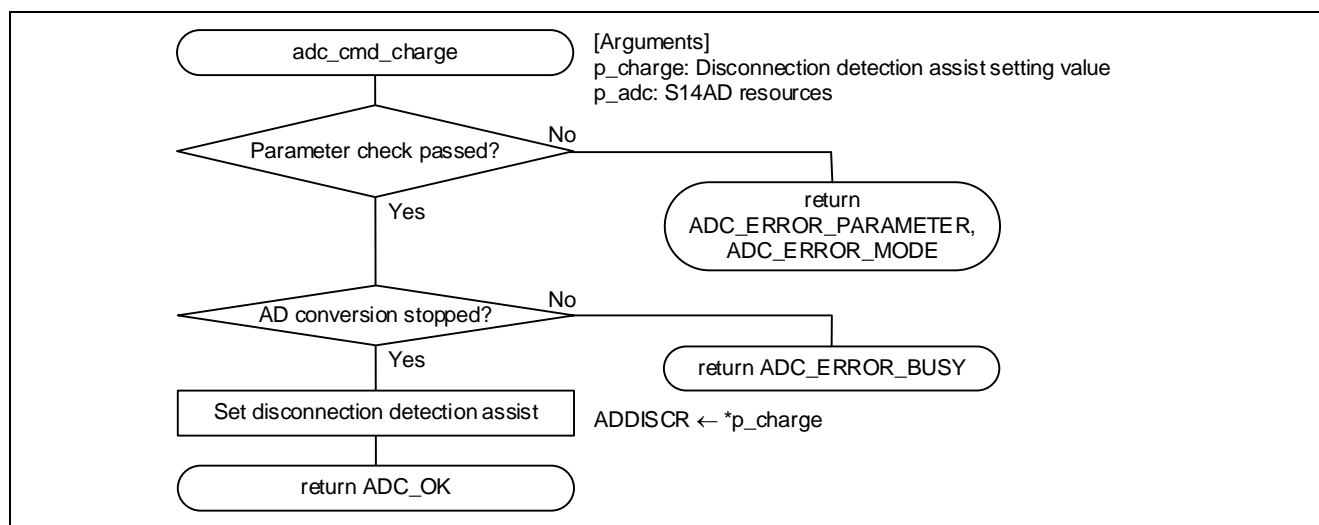 adc_cmd_charge
[Arguments]
p_charge: Disconnection detection assist setting value
p_adc: S14AD resources
Parameter check passed?
No
Yes
return
ADC_ERROR_PARAMETER,
ADC_ERROR_MODE
AD conversion stopped?
No
Yes
return ADC_ERROR_BUSY
Set disconnection detection assist
ADDISCR ← *p_charge
return ADC_OK